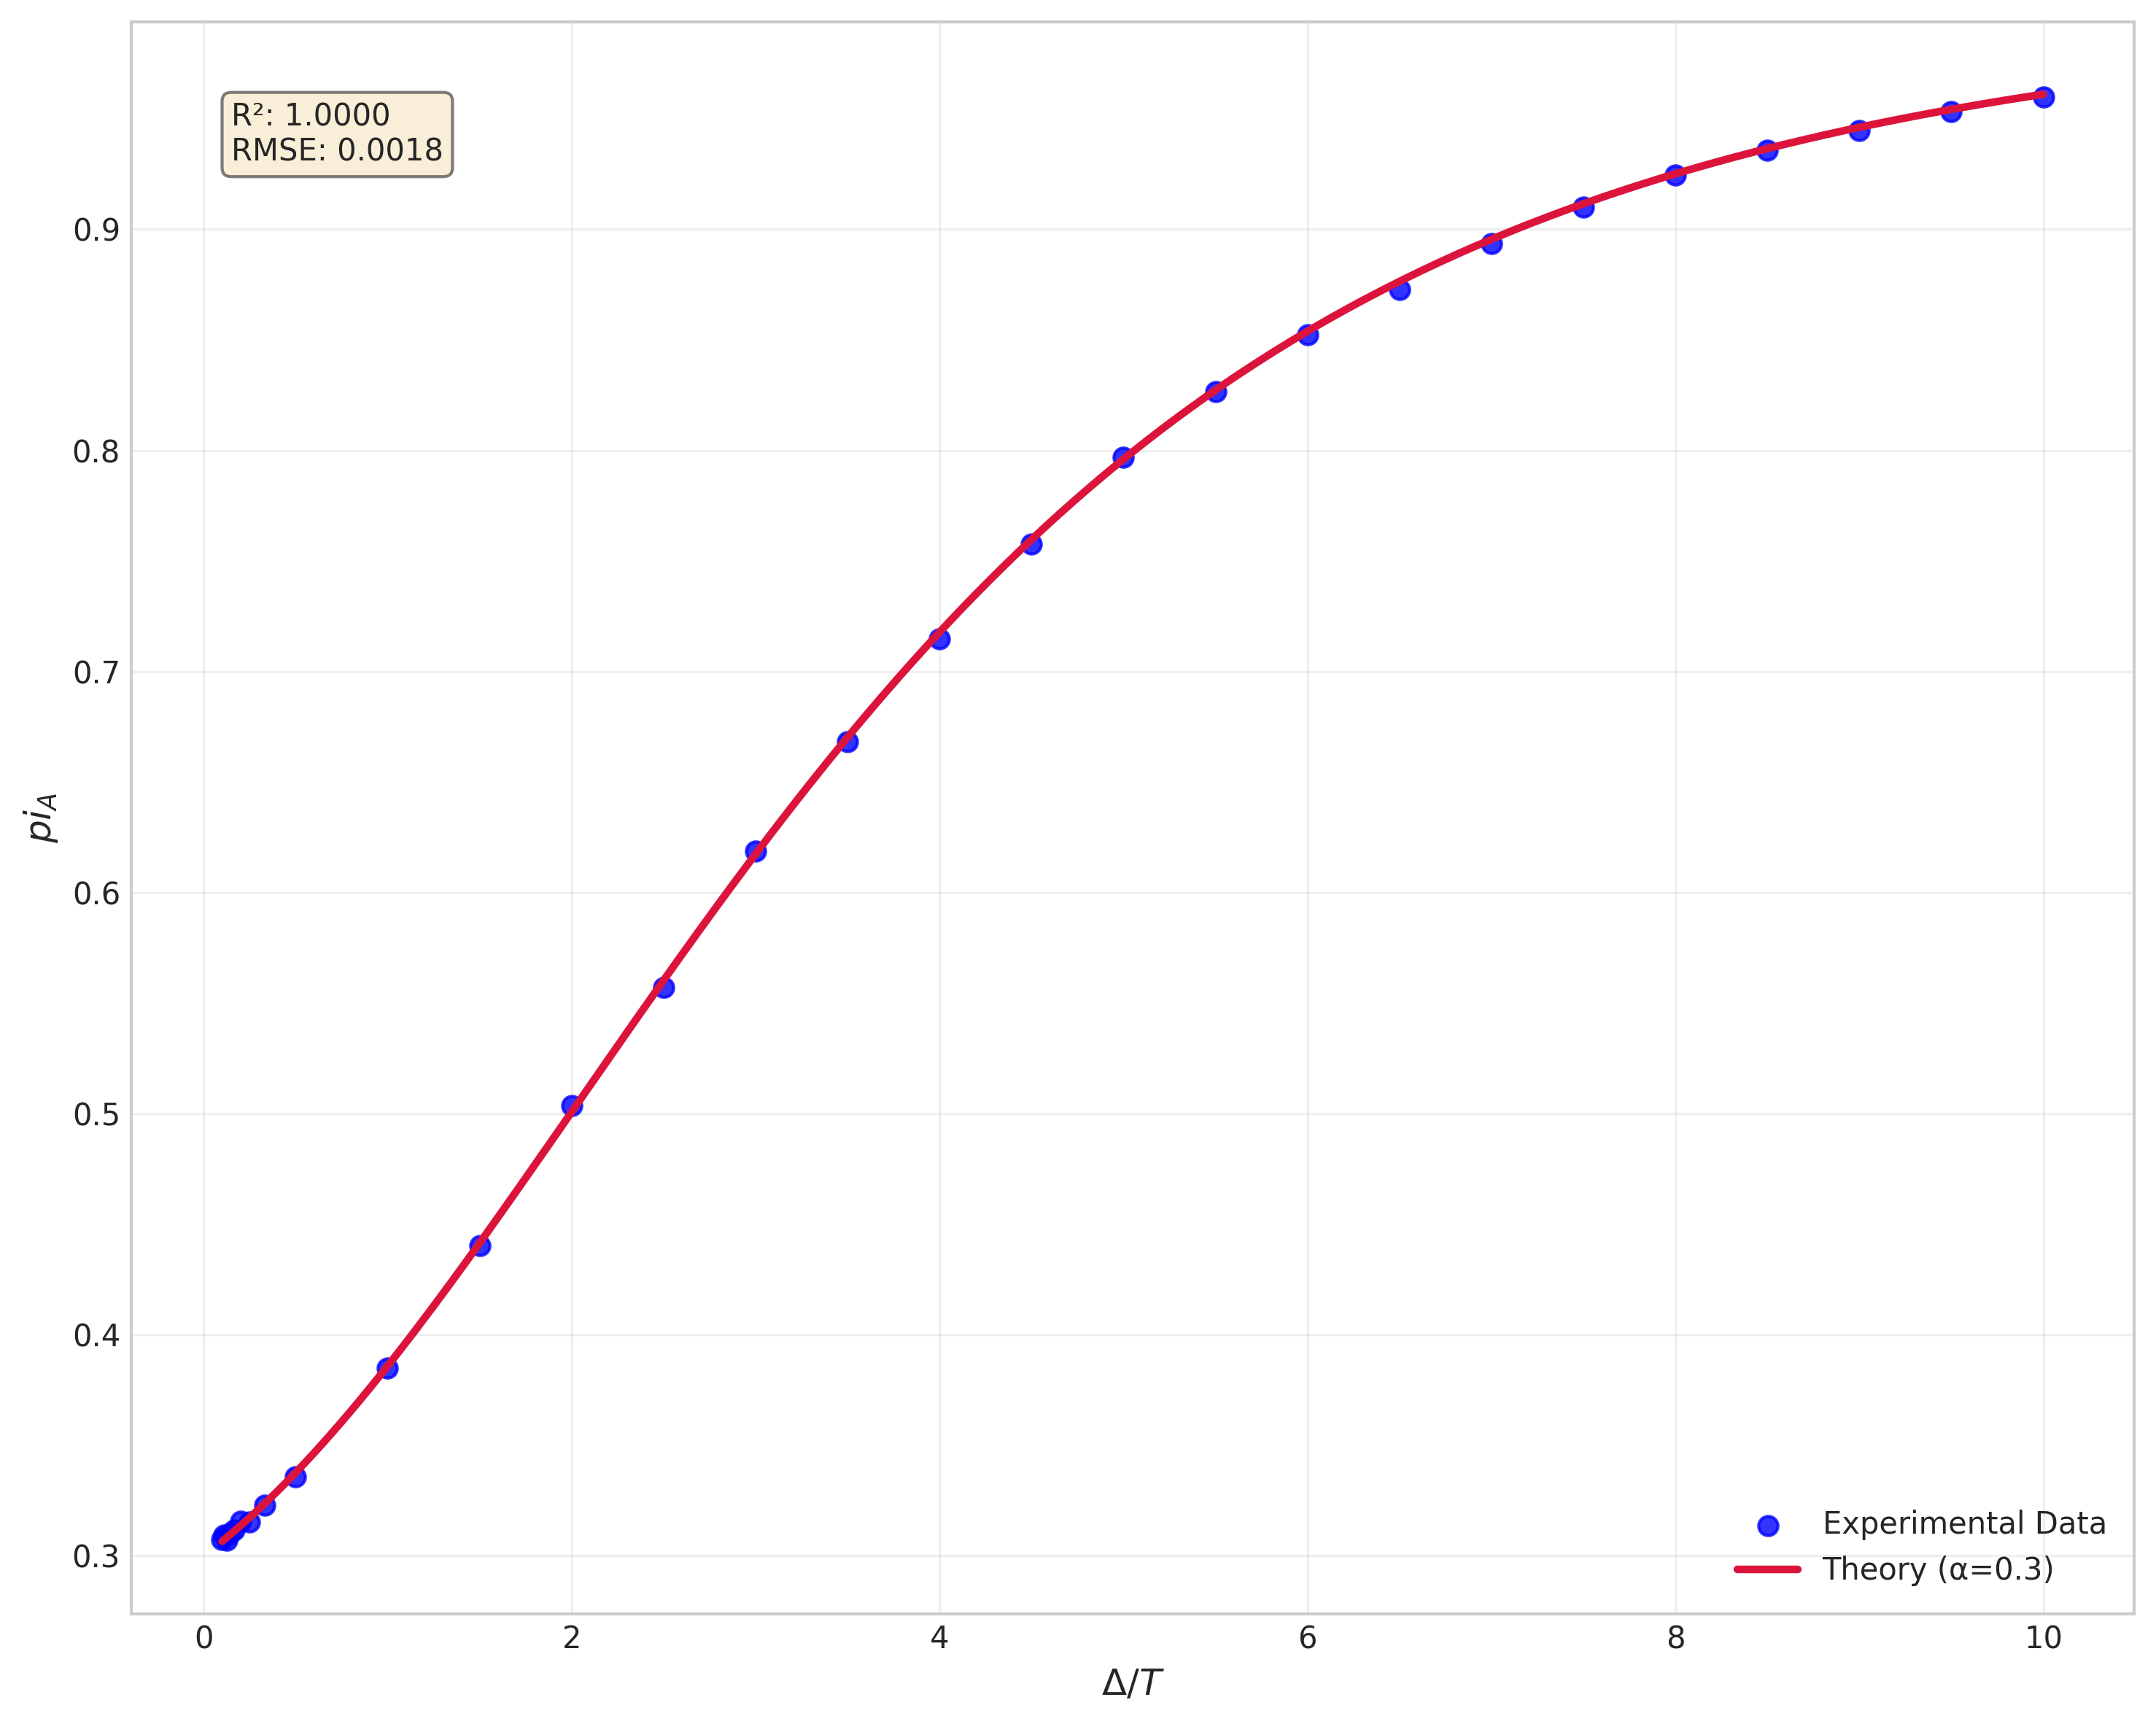 R²: 1.0000
RMSE: 0.0018
0.9
0.8
0.7
0.6
0.5
0.4
0.3
pi_A
0 2 4 6 8 10
Δ/T
Experimental Data
Theory (α=0.3)